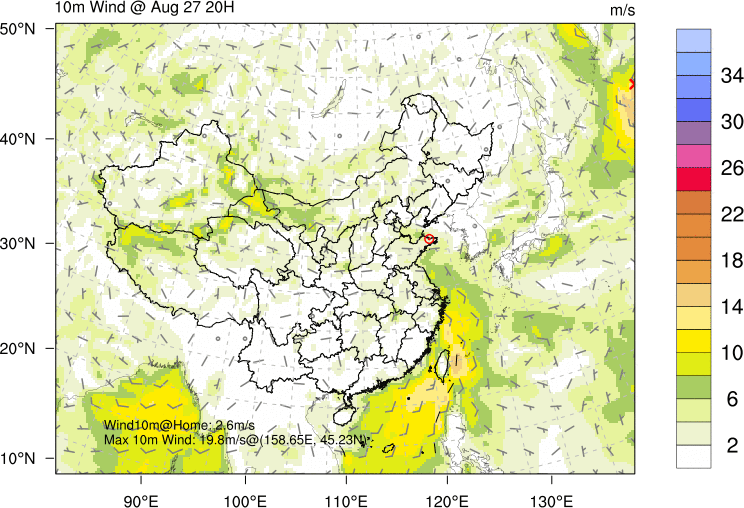 10m Wind @ Aug 27 20H
m/s
50°N
40°N
30°N
20°N
10°N
Wind10m@Home: 2.6m/s
Max 10m Wind: 19.8m/s@(158.65E, 45.23N)
90°E 100°E 110°E 120°E 130°E
34
30
26
22
18
14
10
6
2